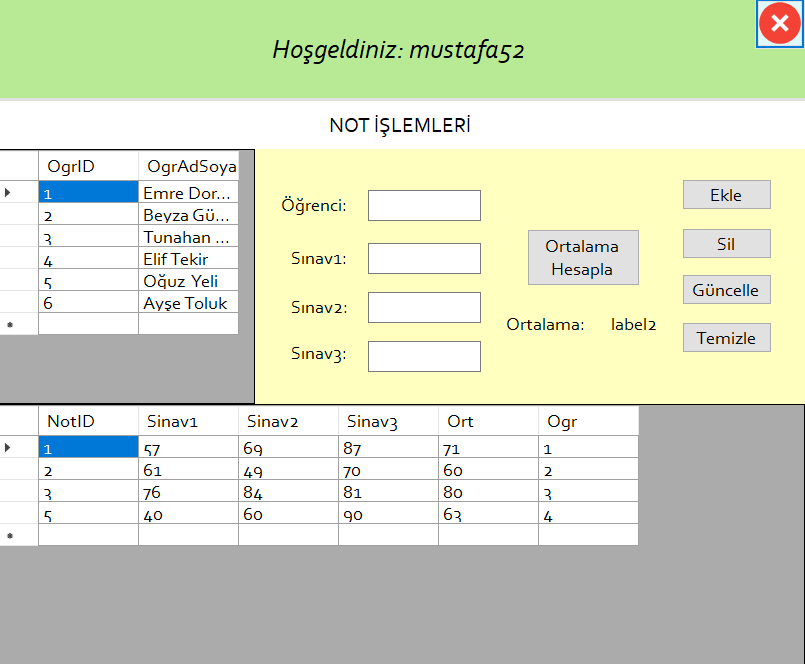 Hoşgeldiniz: mustafa52
NOT İŞLEMLERİ
OgrID OgrAdSoya
1 Emre Dor...
2 Beyza Gü...
3 Tunahan ...
4 Elif Tekir
5 Oğuz Yeli
6 Ayşe Toluk
Öğrenci:
Sınav1:
Sınav2:
Sınav3:
Ortalama
Hesapla
Ortalama: label2
Ekle
Sil
Güncelle
Temizle
NotID Sinav1 Sinav2 Sinav3 Ort Ogr
1 57 69 87 71 1
2 61 49 70 60 2
3 76 84 81 80 3
5 40 60 90 63 4